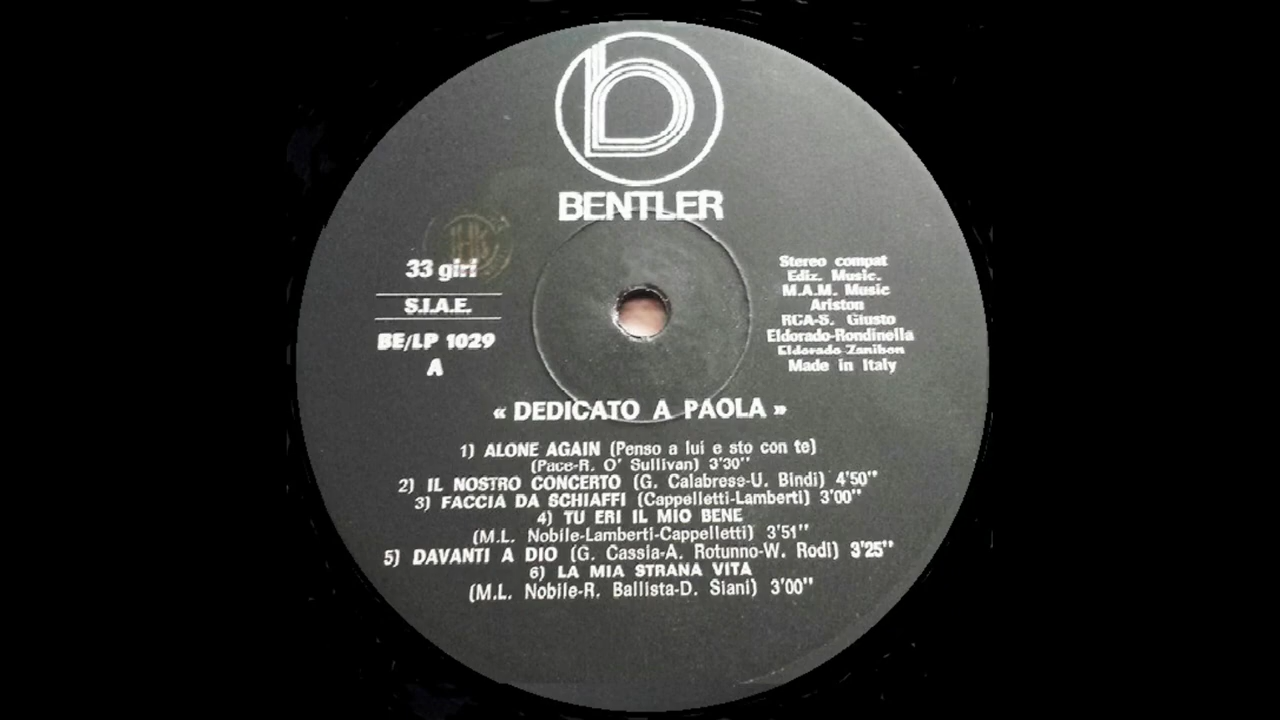 b
BENTLER
33 giri
S.I.A.E.
BE/LP 1029
A
Stereo compat
Ediz. Music.
M.A.M. Music
Ariston
RCA-S. Giusto
Eldorado-Rondinella
Eldorado Zanibon
Made in Italy
« DEDICATO A PAOLA »
1) ALONE AGAIN (Penso a lui e sto con te)
(Pace-R. O' Sullivan) 3'30"
2) IL NOSTRO CONCERTO (G. Calabrese-U. Bindi) 4'50"
3) FACCIA DA SCHIAFFI (Cappelletti-Lamberti) 3'00"
4) TU ERI IL MIO BENE
(M.L. Nobile-Lamberti-Cappelletti) 3'51"
5) DAVANTI A DIO (G. Cassia-A. Rotunno-W. Rodi) 3'25"
6) LA MIA STRANA VITA
(M.L. Nobile-R. Ballista-D. Siani) 3'00"